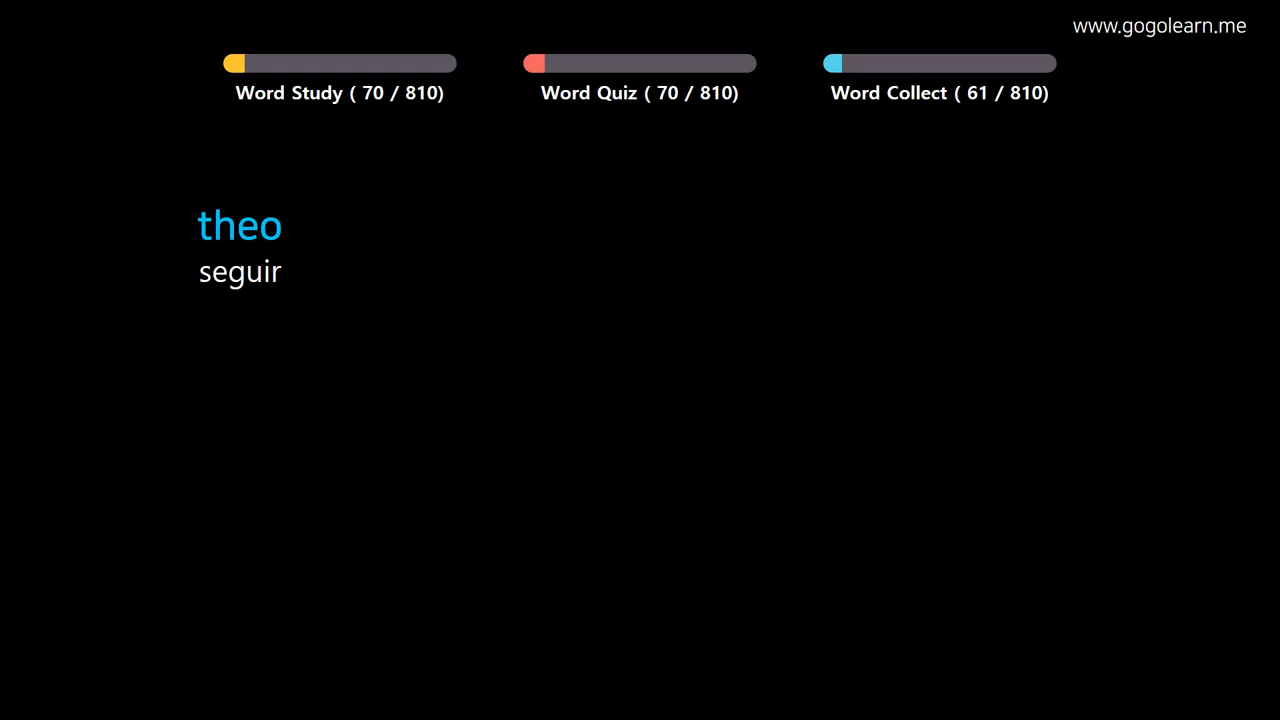 www.gogolearn.me
Word Study ( 70 / 810)
Word Quiz ( 70 / 810)
Word Collect ( 61 / 810)
theo
seguir